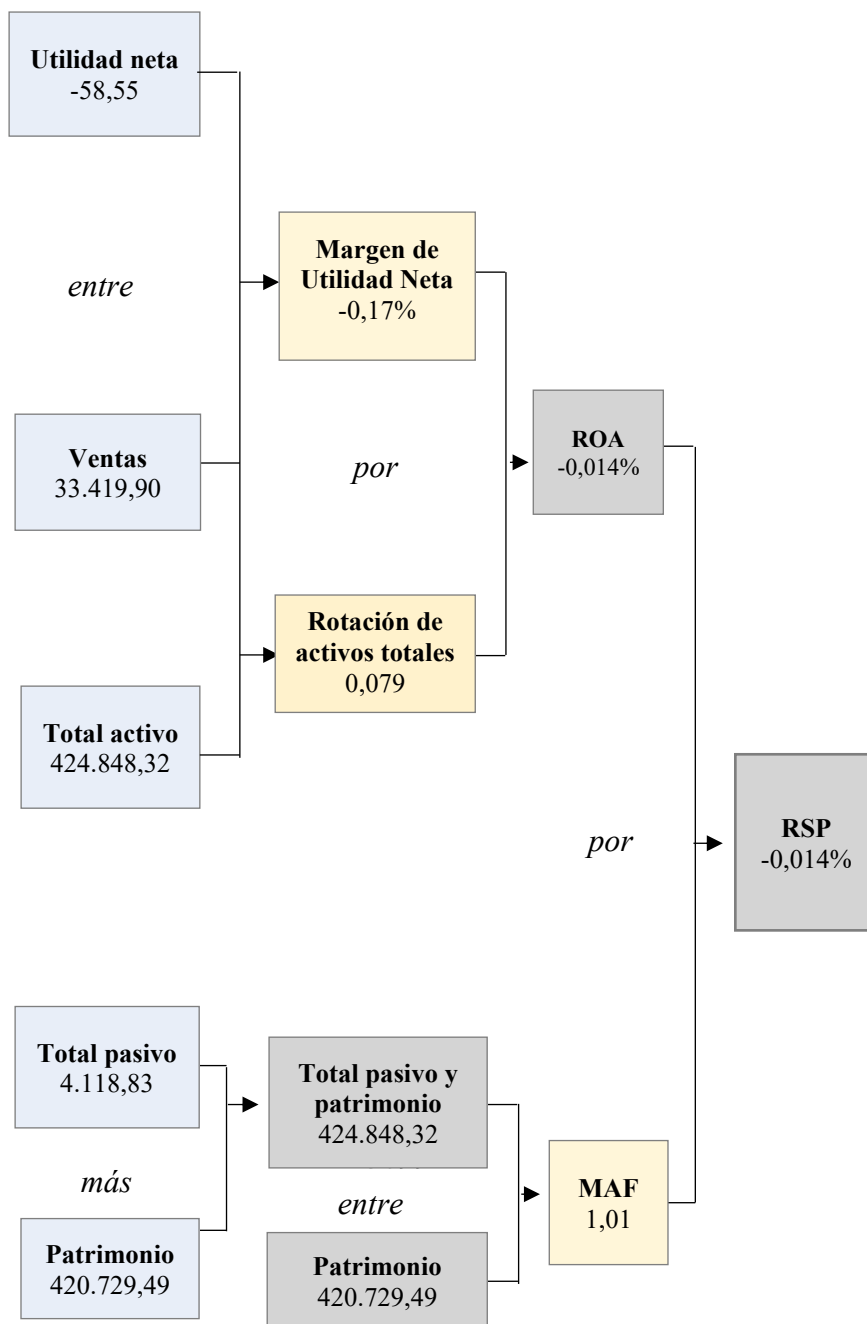 Utilidad neta
-58,55
entre
Margen de
Utilidad Neta
-0,17%
Ventas
33.419,90
por
ROA
-0,014%
Rotación de
activos totales
0,079
Total activo
424.848,32
por
RSP
-0,014%
Total pasivo
4.118,83
Total pasivo y
patrimonio
424.848,32
más
entre
MAF
1,01
Patrimonio
420.729,49
Patrimonio
420.729,49